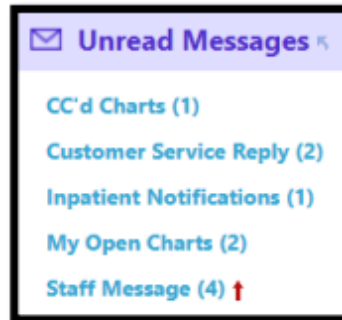 Unread Messages
CC'd Charts (1)
Customer Service Reply (2)
Inpatient Notifications (1)
My Open Charts (2)
Staff Message (4)